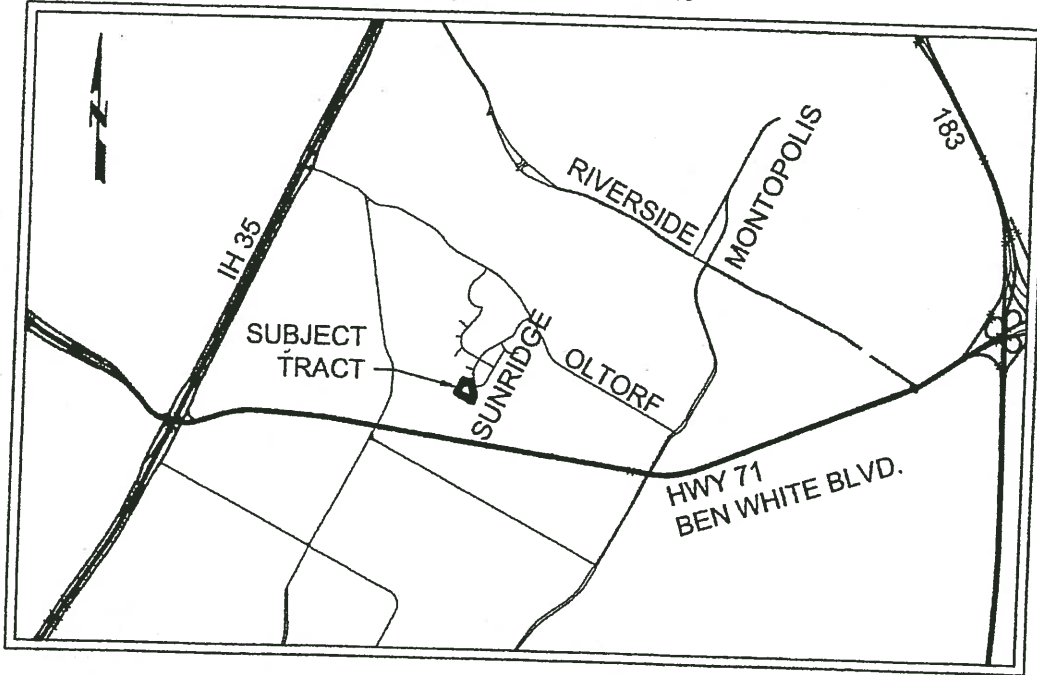 N
183
RIVERSIDE
MONTOPOLIS
IH 35
SUBJECT
TRACT
SUNRIDGE
OLTORF
HWY 71
BEN WHITE BLVD.